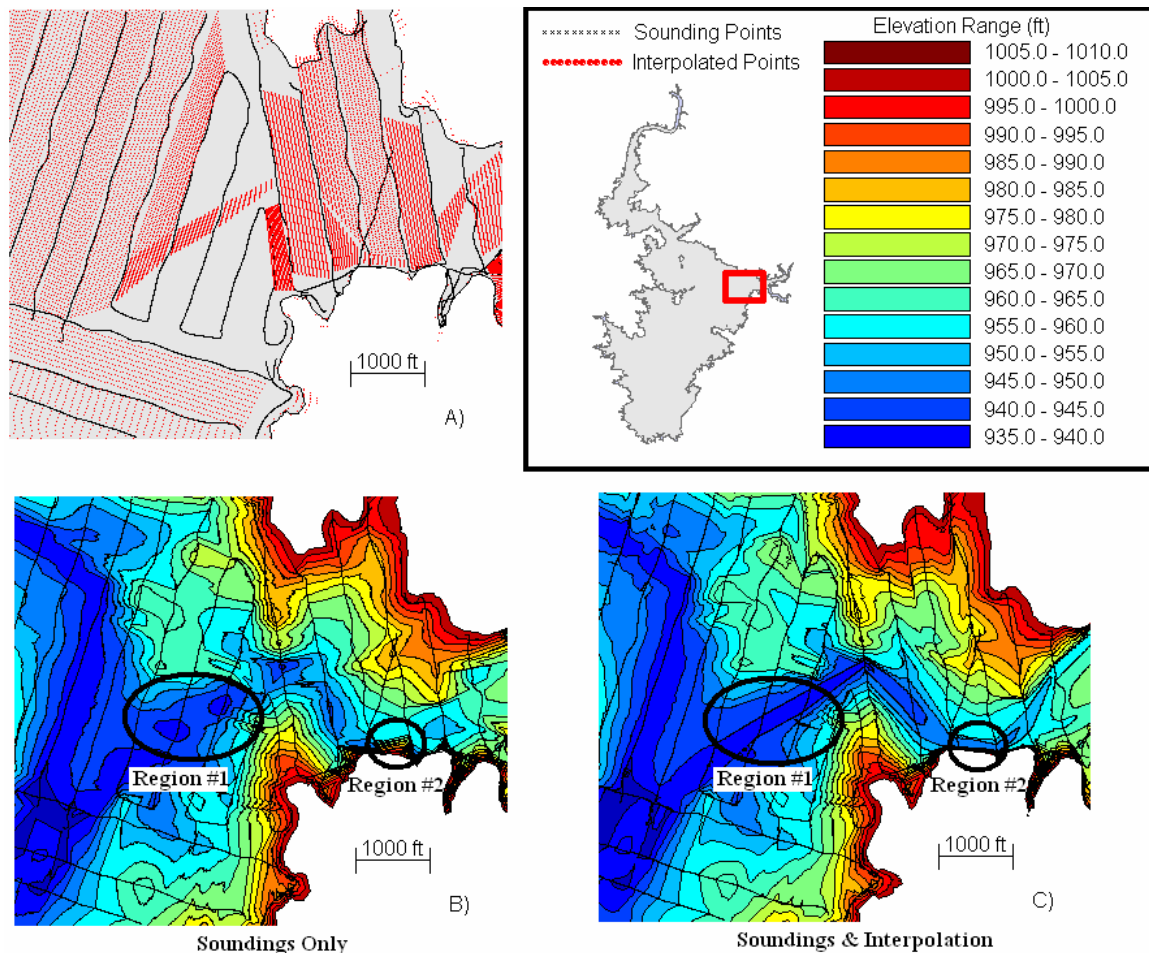 Sounding Points
Interpolated Points
Elevation Range (ft)
1005.0 - 1010.0
1000.0 - 1005.0
995.0 - 1000.0
990.0 - 995.0
985.0 - 990.0
980.0 - 985.0
975.0 - 980.0
970.0 - 975.0
965.0 - 970.0
960.0 - 965.0
955.0 - 960.0
950.0 - 955.0
945.0 - 950.0
940.0 - 945.0
935.0 - 940.0
1000 ft
A)
Region #1
Region #2
1000 ft
B)
Soundings Only
Region #1
Region #2
1000 ft
C)
Soundings & Interpolation